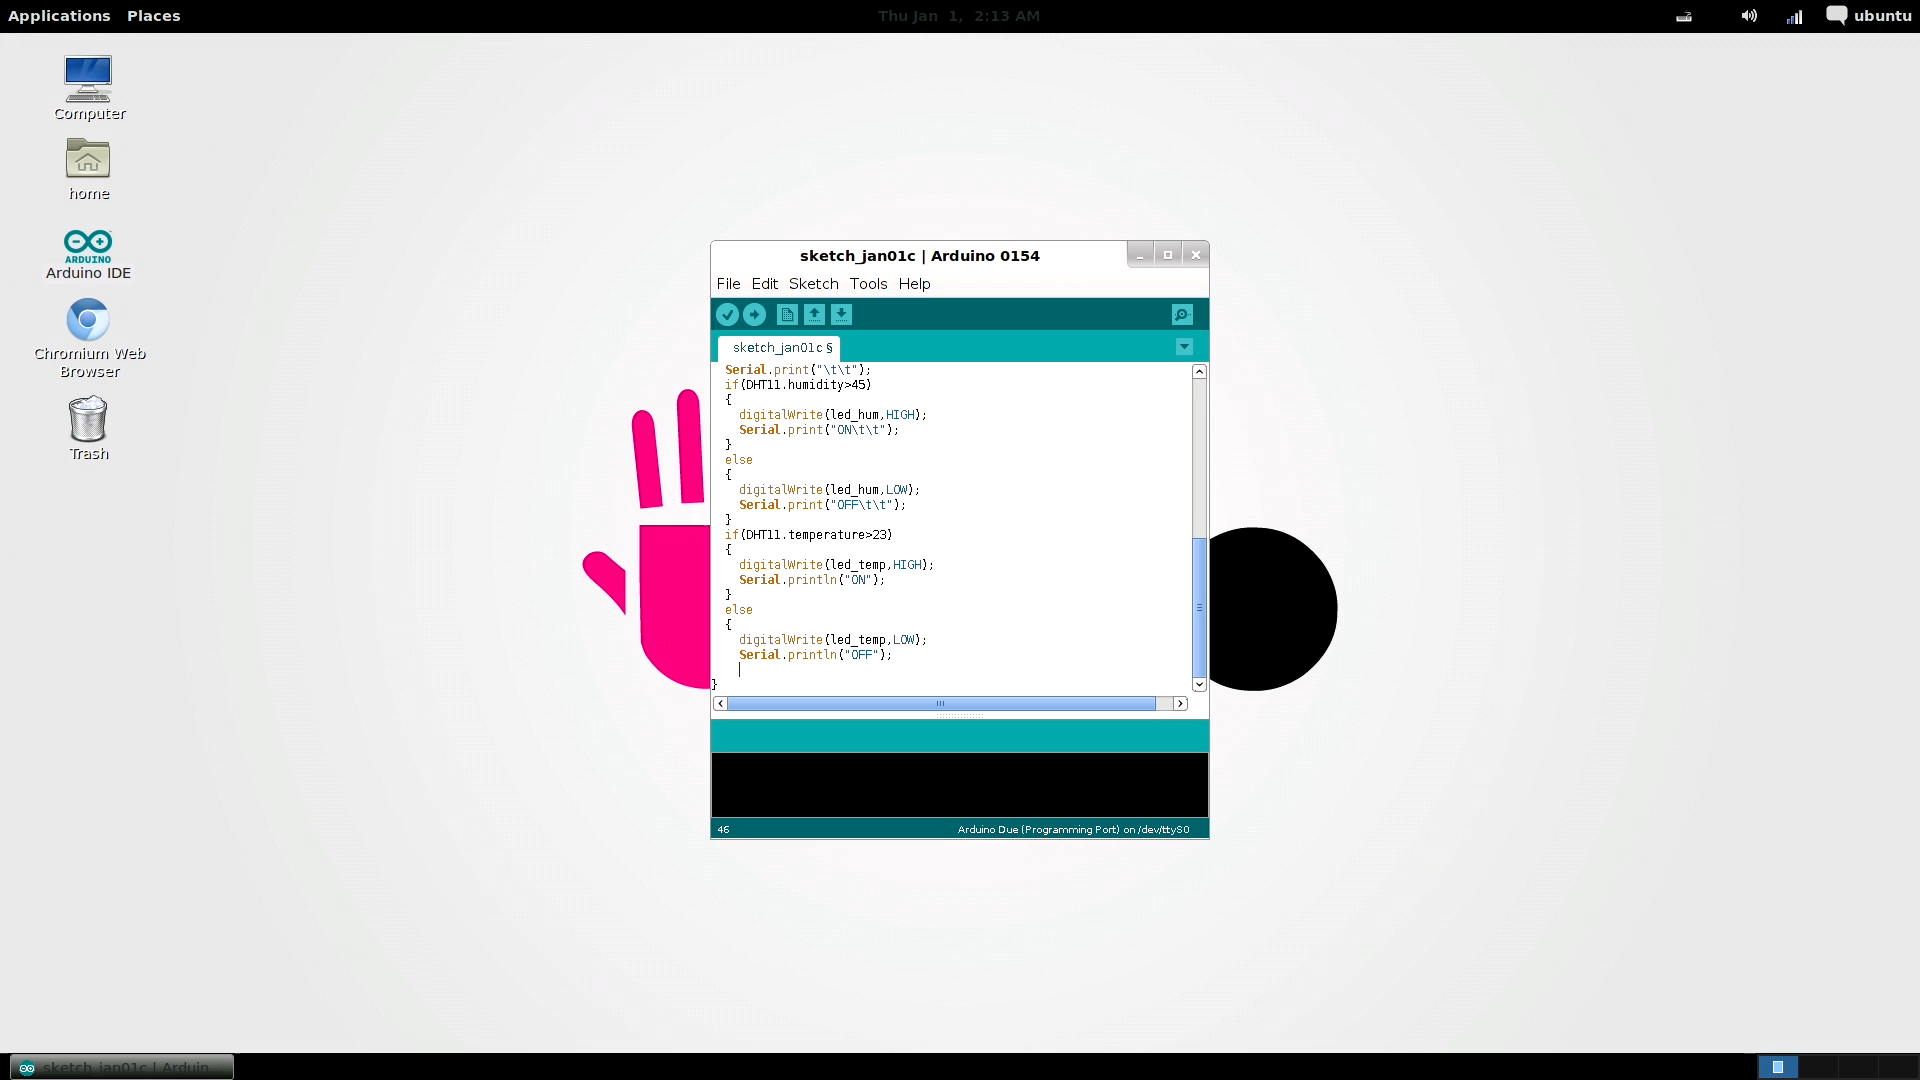 Applications Places
Thu Jan 1, 2:13 AM
ubuntu
Computer
home
ARDUINO
Arduino IDE
Chromium Web
Browser
Trash
sketch_jan01c | Arduino 0154
File Edit Sketch Tools Help
sketch_jan01c §
Serial.print("\t\t");
if(DHT11.humidity>45)
{
digitalWrite(led_hum,HIGH);
Serial.print("ON\t\t");
}
else
{
digitalWrite(led_hum,LOW);
Serial.print("OFF\t\t");
}
if(DHT11.temperature>23)
{
digitalWrite(led_temp,HIGH);
Serial.println("ON");
}
else
{
digitalWrite(led_temp,LOW);
Serial.println("OFF");
}
46
Arduino Due (Programming Port) on /dev/ttyS0
sketch_jan01c | Arduin